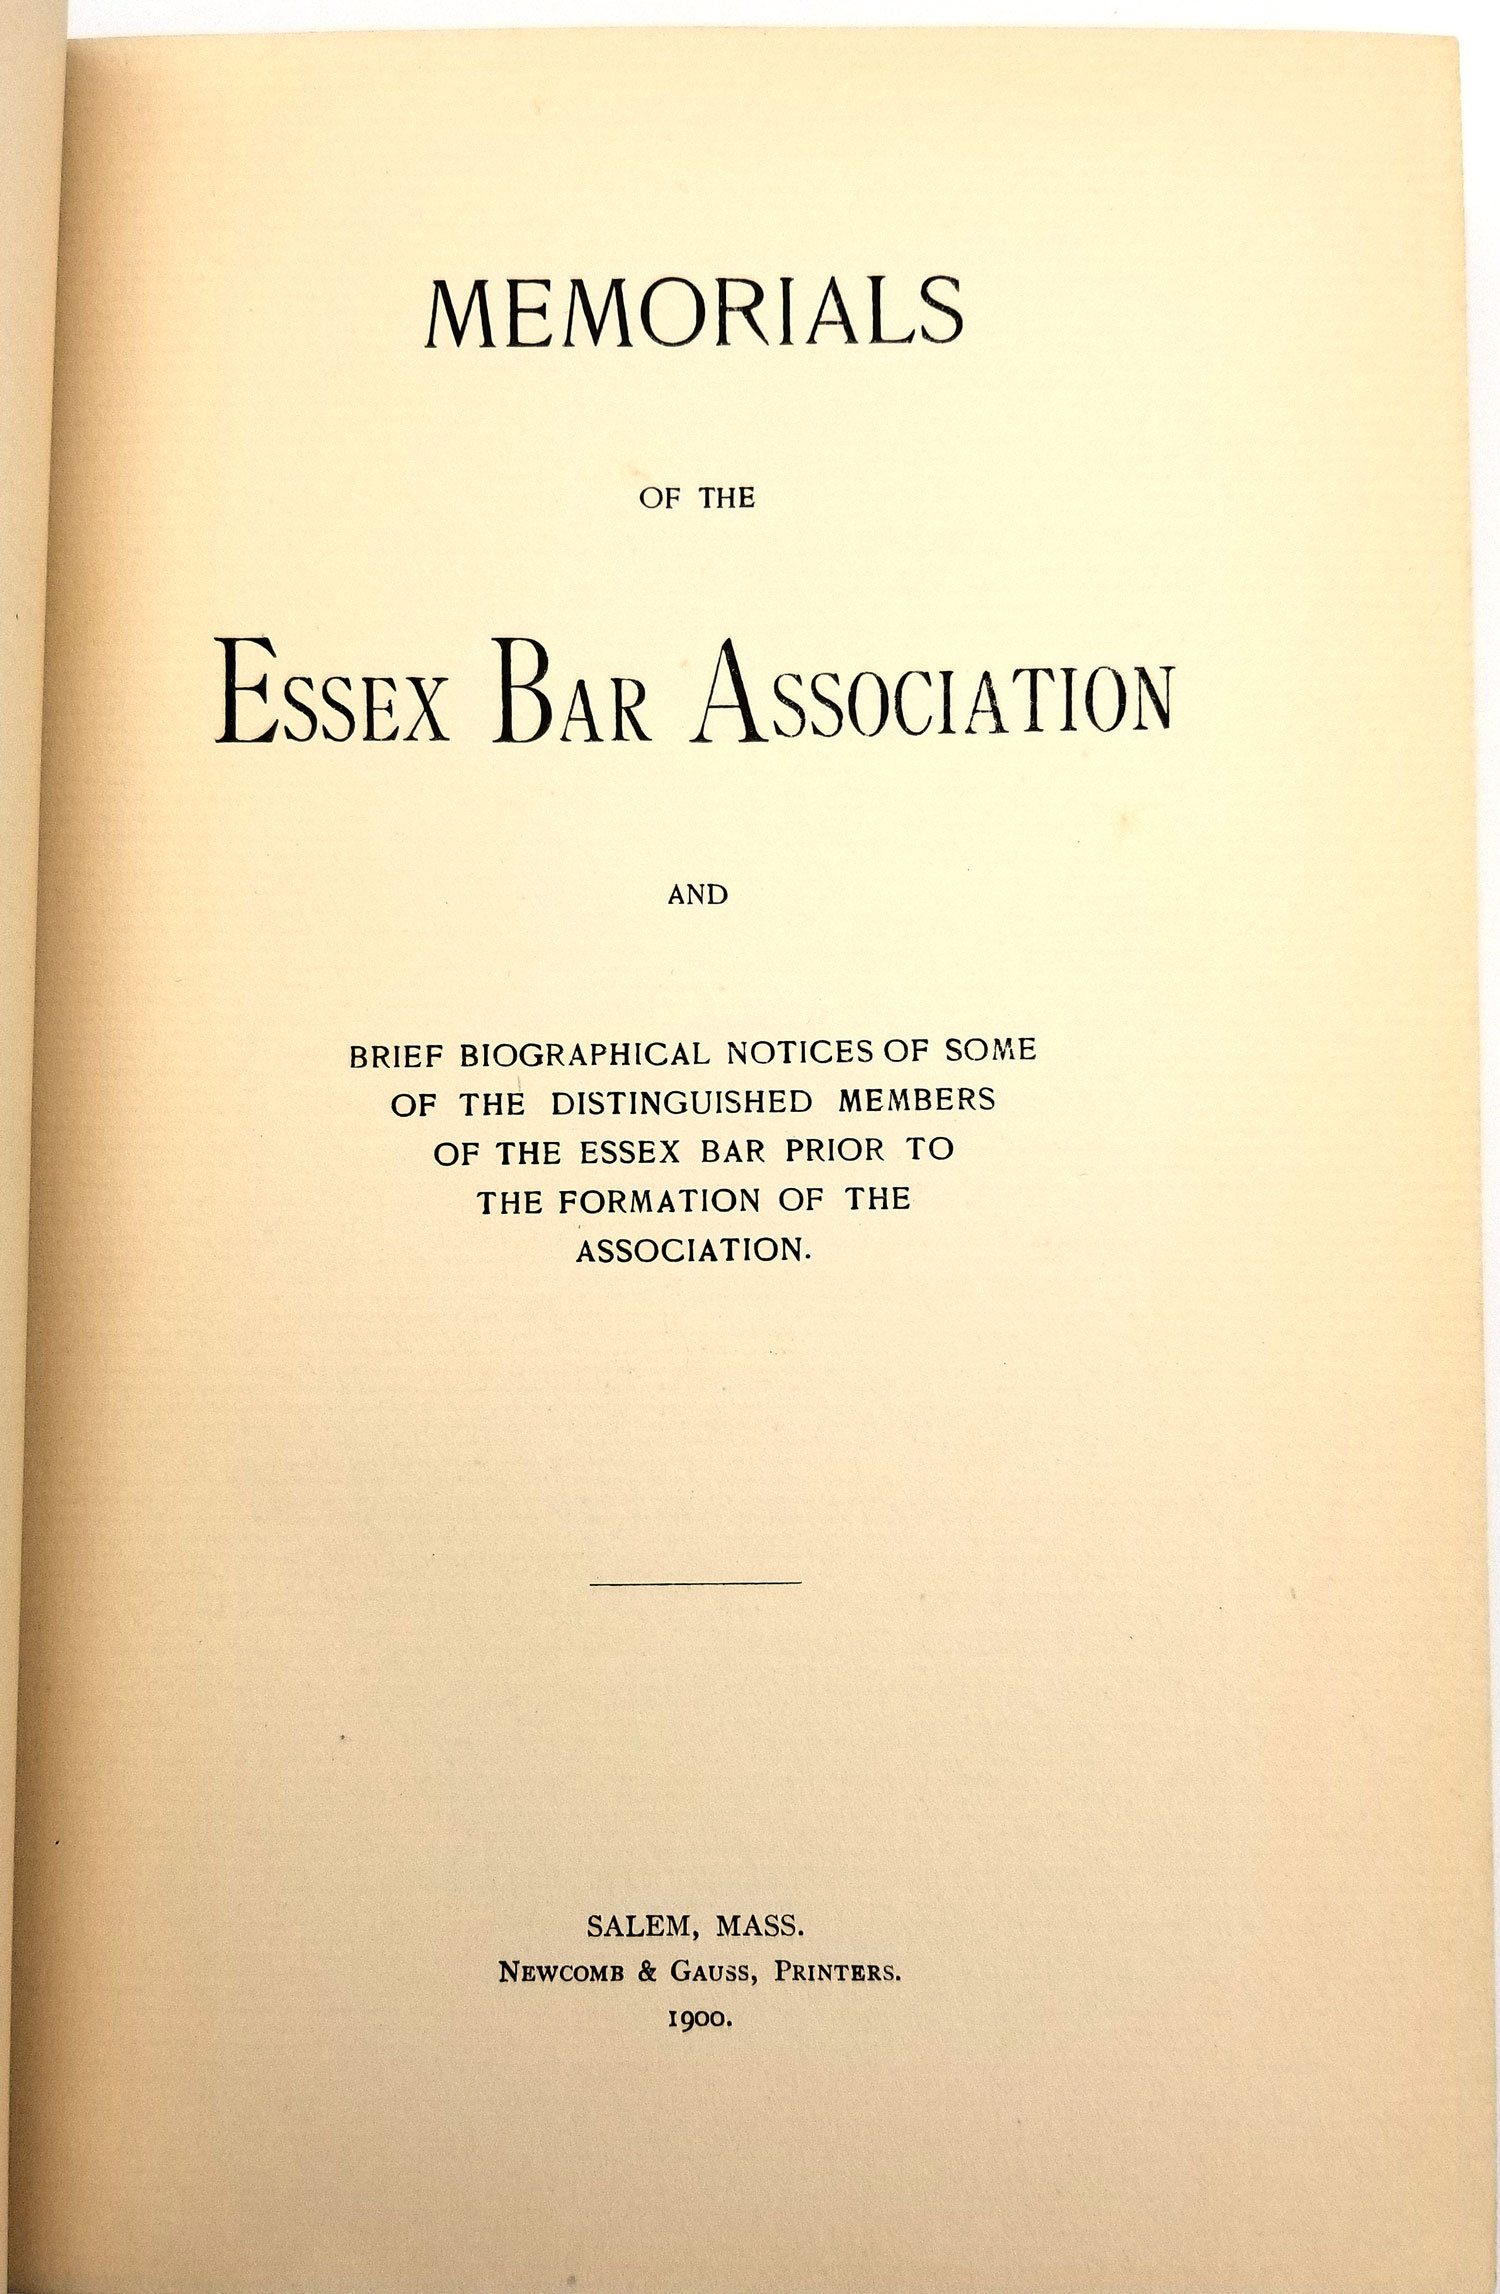 MEMORIALS
OF THE
ESSEX BAR ASSOCIATION
AND
BRIEF BIOGRAPHICAL NOTICES OF SOME
OF THE DISTINGUISHED MEMBERS
OF THE ESSEX BAR PRIOR TO
THE FORMATION OF THE
ASSOCIATION.
SALEM, MASS.
NEWCOMB & GAUSS, PRINTERS.
1900.